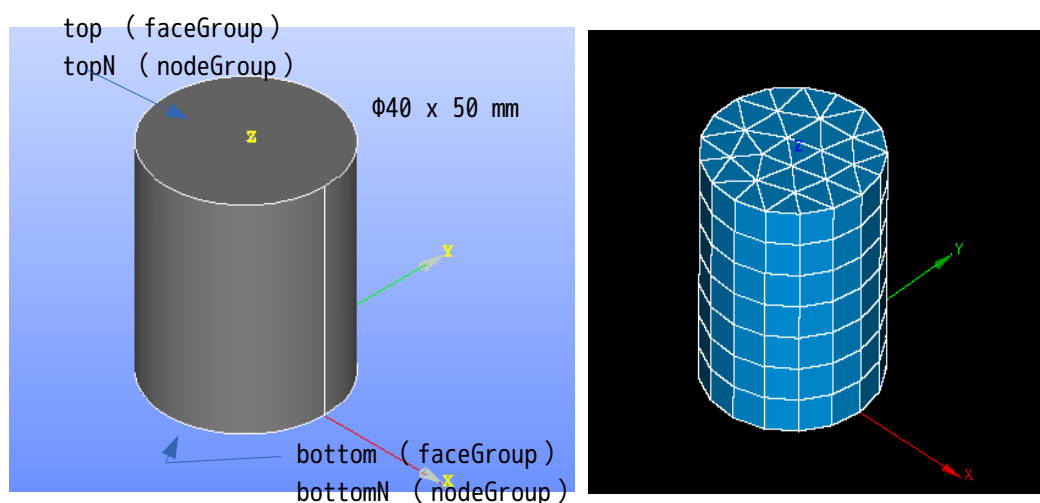 top （faceGroup）
topN （nodeGroup）
Φ40 x 50 mm
Z
Y
X
bottom （faceGroup）
bottomN （nodeGroup）
Z
Y
X